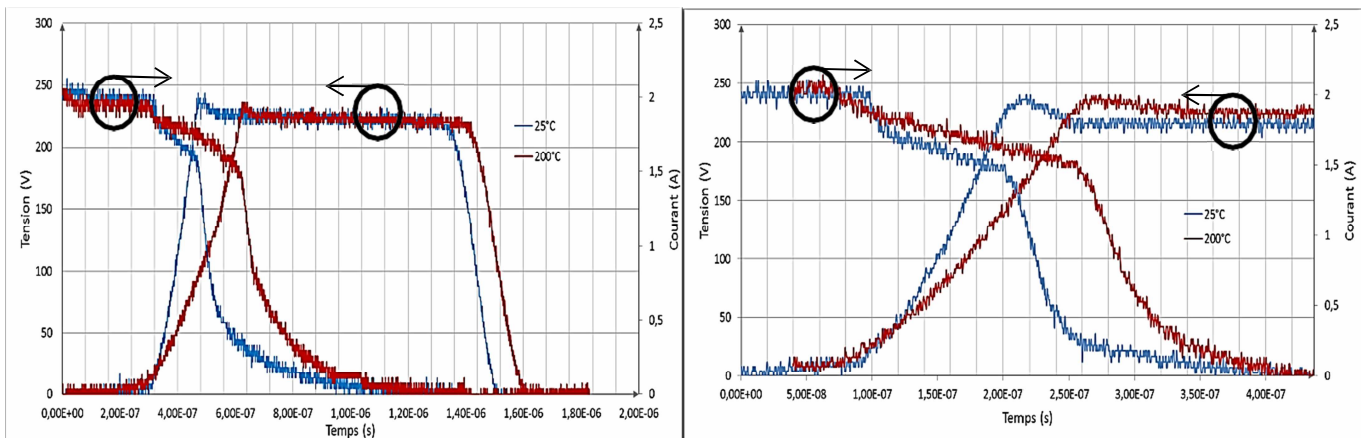 300
250
200
150
100
50
0
Tension (V)
2,5
2
1,5
1
0,5
0
Courant (A)
25°C
200°C
0,00E+00 2,00E-07 4,00E-07 6,00E-07 8,00E-07 1,00E-06 1,20E-06 1,40E-06 1,60E-06 1,80E-06 2,00E-06
Temps (s)
300
250
200
150
100
50
0
Tension (V)
2,5
2
1,5
1
0,5
0
Courant (A)
25°C
200°C
0,00E+00 5,00E-08 1,00E-07 1,50E-07 2,00E-07 2,50E-07 3,00E-07 3,50E-07 4,00E-07
Temps (s)